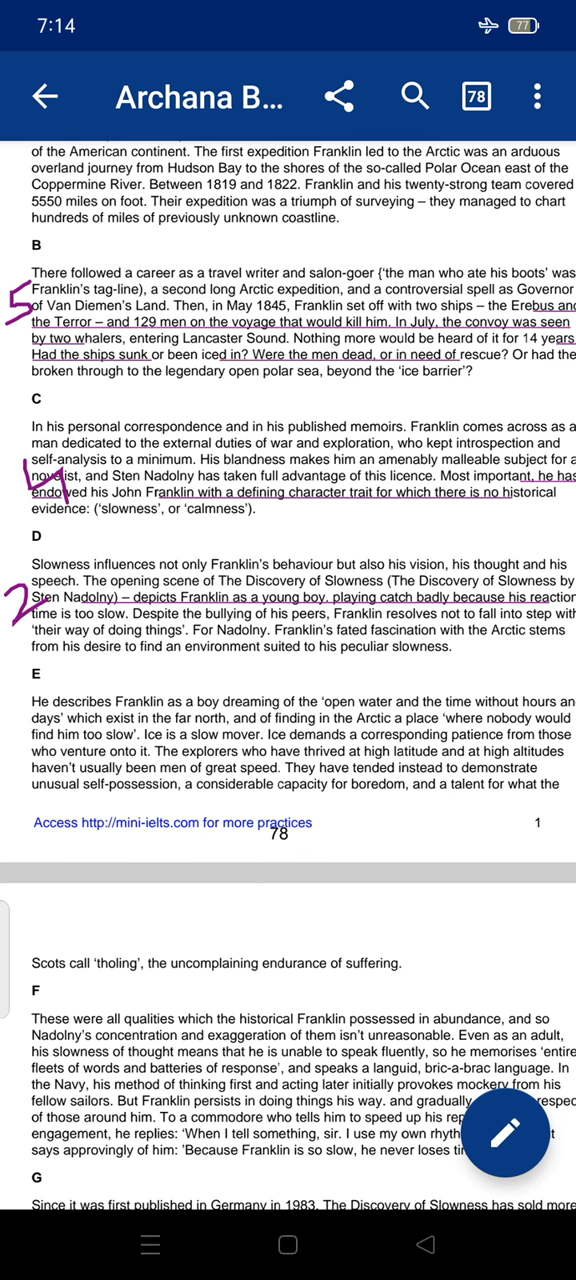 7:14
77
Archana B...
78
of the American continent. The first expedition Franklin led to the Arctic was an arduous
overland journey from Hudson Bay to the shores of the so-called Polar Ocean east of the
Coppermine River. Between 1819 and 1822. Franklin and his twenty-strong team covered
5550 miles on foot. Their expedition was a triumph of surveying – they managed to chart
hundreds of miles of previously unknown coastline.
B
There followed a career as a travel writer and salon-goer {'the man who ate his boots' was
5
Franklin's tag-line), a second long Arctic expedition, and a controversial spell as Governor
of Van Diemen's Land. Then, in May 1845, Franklin set off with two ships – the Erebus and
the Terror – and 129 men on the voyage that would kill him. In July, the convoy was seen
by two whalers, entering Lancaster Sound. Nothing more would be heard of it for 14 years.
Had the ships sunk or been iced in? Were the men dead, or in need of rescue? Or had the
broken through to the legendary open polar sea, beyond the 'ice barrier'?
C
In his personal correspondence and in his published memoirs. Franklin comes across as a
man dedicated to the external duties of war and exploration, who kept introspection and
self-analysis to a minimum. His blandness makes him an amenably malleable subject for a
4
novelist, and Sten Nadolny has taken full advantage of this licence. Most important, he has
endowed his John Franklin with a defining character trait for which there is no historical
evidence: ('slowness', or 'calmness').
D
Slowness influences not only Franklin's behaviour but also his vision, his thought and his
speech. The opening scene of The Discovery of Slowness (The Discovery of Slowness by
2
Sten Nadolny) – depicts Franklin as a young boy. playing catch badly because his reaction
time is too slow. Despite the bullying of his peers, Franklin resolves not to fall into step with
'their way of doing things'. For Nadolny. Franklin's fated fascination with the Arctic stems
from his desire to find an environment suited to his peculiar slowness.
E
He describes Franklin as a boy dreaming of the 'open water and the time without hours an
days' which exist in the far north, and of finding in the Arctic a place 'where nobody would
find him too slow'. Ice is a slow mover. Ice demands a corresponding patience from those
who venture onto it. The explorers who have thrived at high latitude and at high altitudes
haven't usually been men of great speed. They have tended instead to demonstrate
unusual self-possession, a considerable capacity for boredom, and a talent for what the
Access http://mini-ielts.com for more practices
1
78
Scots call 'tholing', the uncomplaining endurance of suffering.
F
These were all qualities which the historical Franklin possessed in abundance, and so
Nadolny's concentration and exaggeration of them isn't unreasonable. Even as an adult,
his slowness of thought means that he is unable to speak fluently, so he memorises 'entire
fleets of words and batteries of response', and speaks a languid, bric-a-brac language. In
the Navy, his method of thinking first and acting later initially provokes mockery from his
fellow sailors. But Franklin persists in doing things his way. and gradually respec
of those around him. To a commodore who tells him to speed up his rep
engagement, he replies: 'When I tell something, sir. I use my own rhyth t
says approvingly of him: 'Because Franklin is so slow, he never loses ti
G
Since it was first published in Germany in 1983. The Discovery of Slowness has sold more